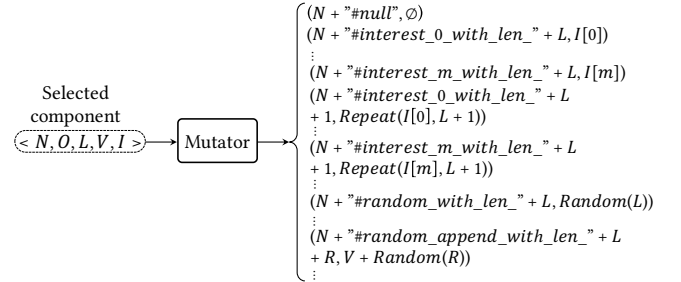 Selected
component
< N, O, L, V, I >
Mutator
(N + "#null", ∅)
(N + "#interest_0_with_len_" + L, I[0])
⋮
(N + "#interest_m_with_len_" + L, I[m])
(N + "#interest_0_with_len_" + L
+ 1, Repeat(I[0], L + 1))
⋮
(N + "#interest_m_with_len_" + L
+ 1, Repeat(I[m], L + 1))
⋮
(N + "#random_with_len_" + L, Random(L))
⋮
(N + "#random_append_with_len_" + L
+ R, V + Random(R))
⋮